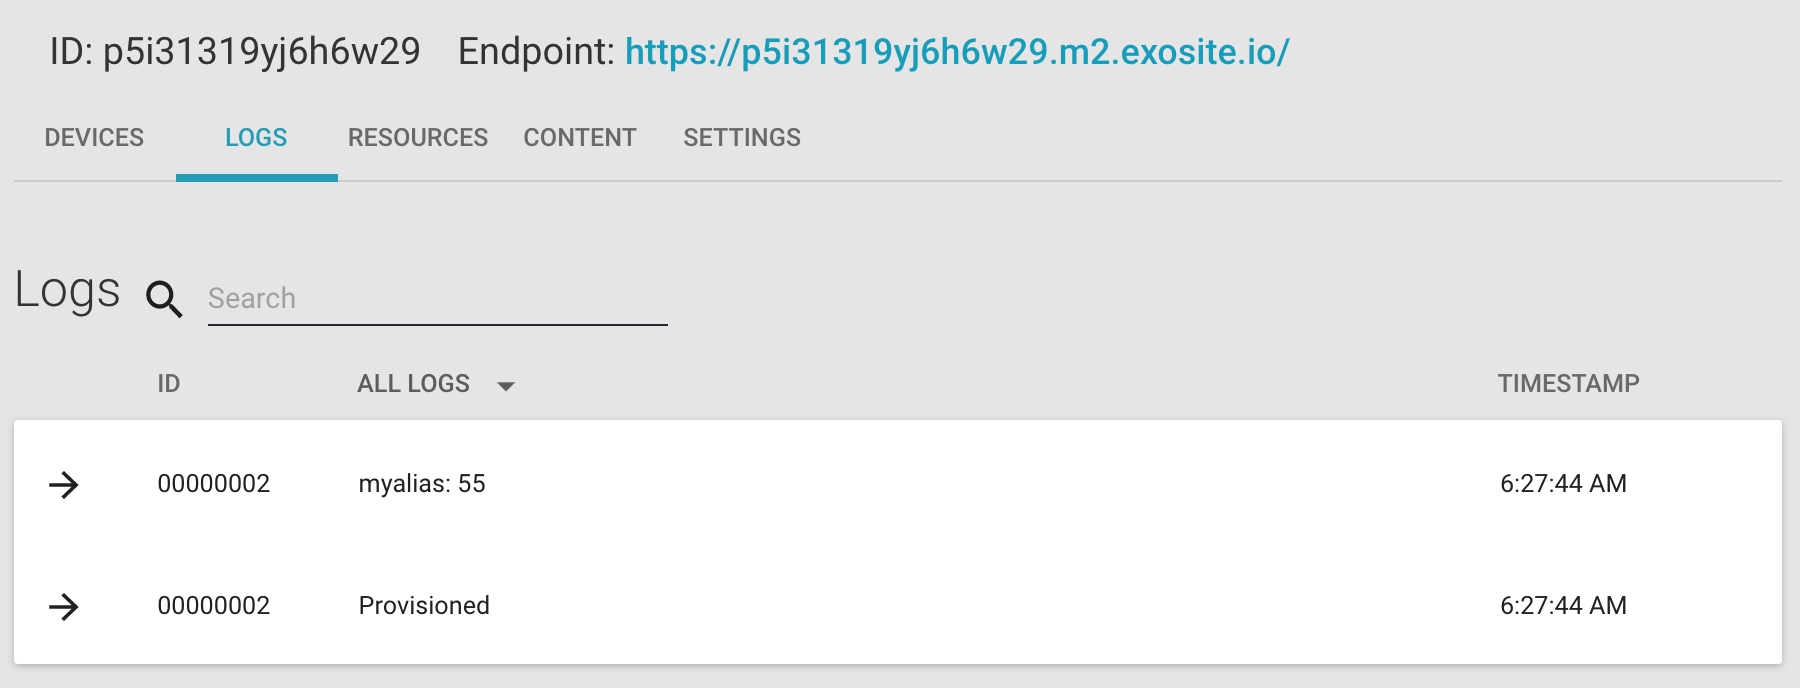 ID: p5i31319yj6h6w29 Endpoint: https://p5i31319yj6h6w29.m2.exosite.io/
DEVICES LOGS RESOURCES CONTENT SETTINGS
Logs Search
ID ALL LOGS TIMESTAMP
00000002 myalias: 55 6:27:44 AM
00000002 Provisioned 6:27:44 AM